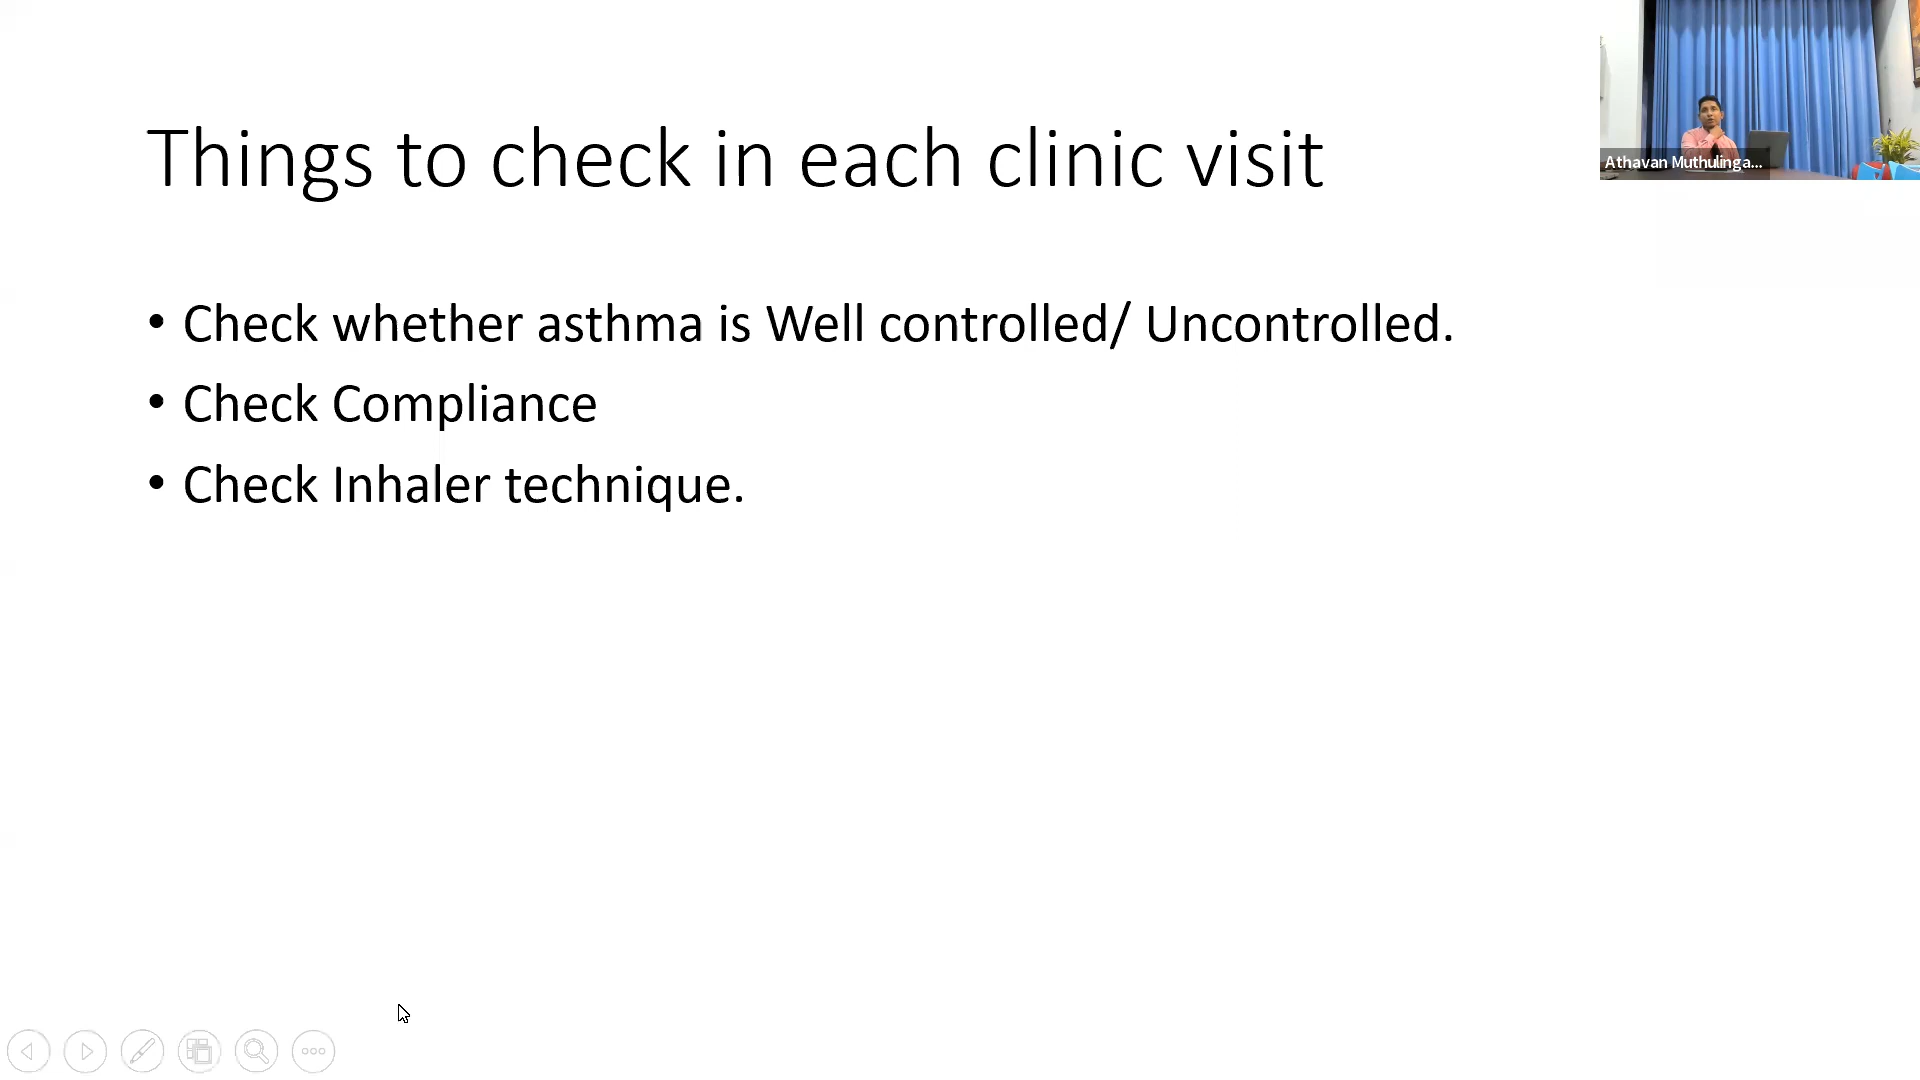 Things to check in each clinic visit
• Check whether asthma is Well controlled/ Uncontrolled.
• Check Compliance
• Check Inhaler technique.
Athavan Muthulinga...